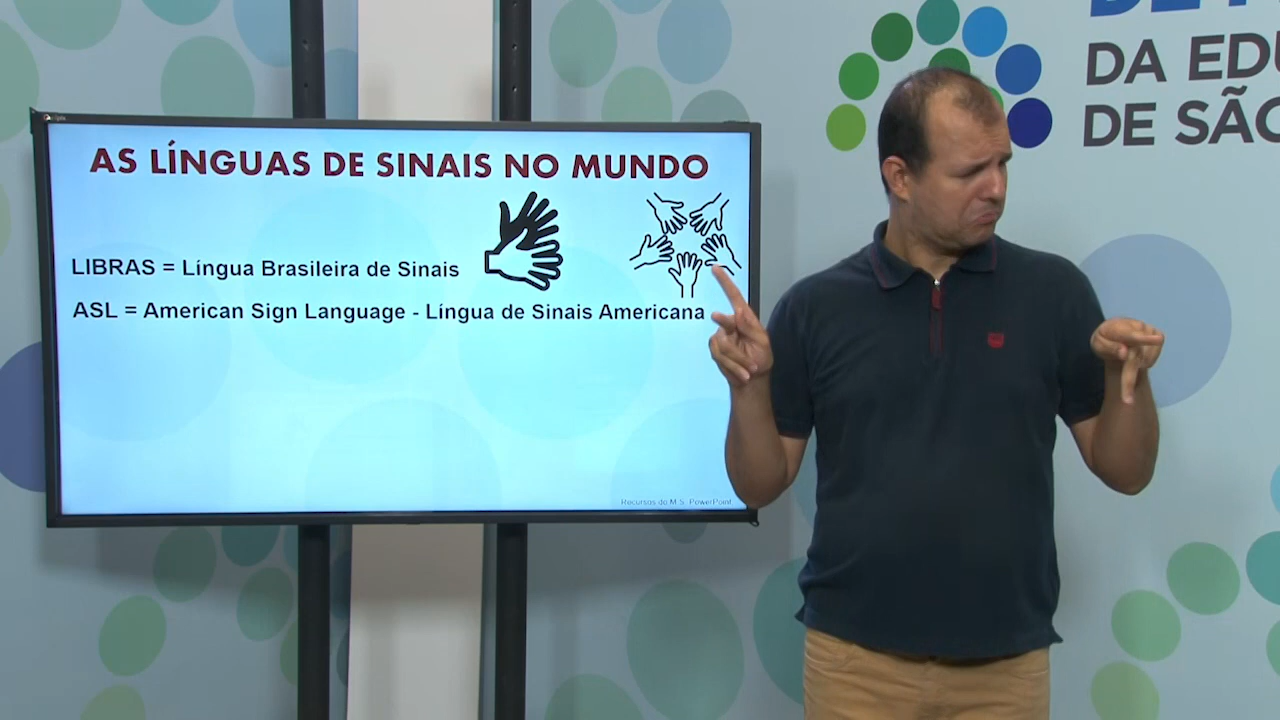 AS LÍNGUAS DE SINAIS NO MUNDO
LIBRAS = Língua Brasileira de Sinais
ASL = American Sign Language - Língua de Sinais Americana
Recursos do M.S. PowerPoint
DA EDU
DE SÃO